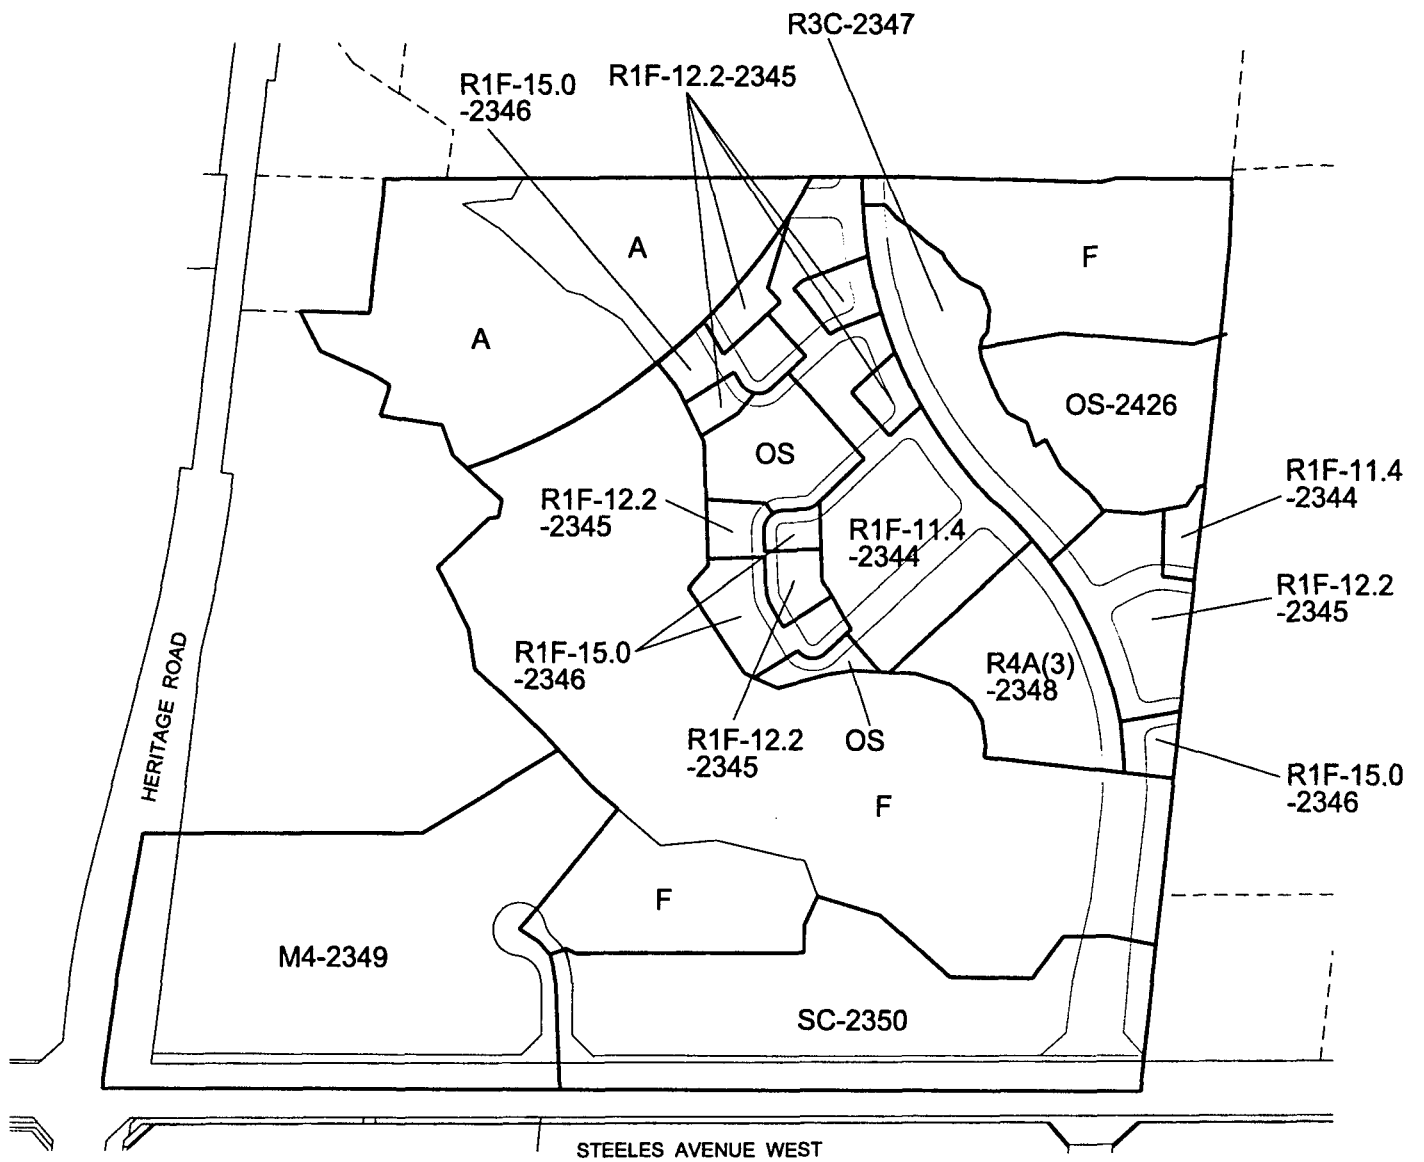 R3C-2347
R1F-15.0
-2346
R1F-12.2-2345
A
F
A
OS-2426
OS
R1F-11.4
-2344
R1F-12.2
-2345
R1F-11.4
-2344
R1F-12.2
-2345
HERITAGE ROAD
R1F-15.0
-2346
R4A(3)
-2348
R1F-12.2
-2345
OS
R1F-15.0
-2346
F
F
M4-2349
SC-2350
STEELES AVENUE WEST